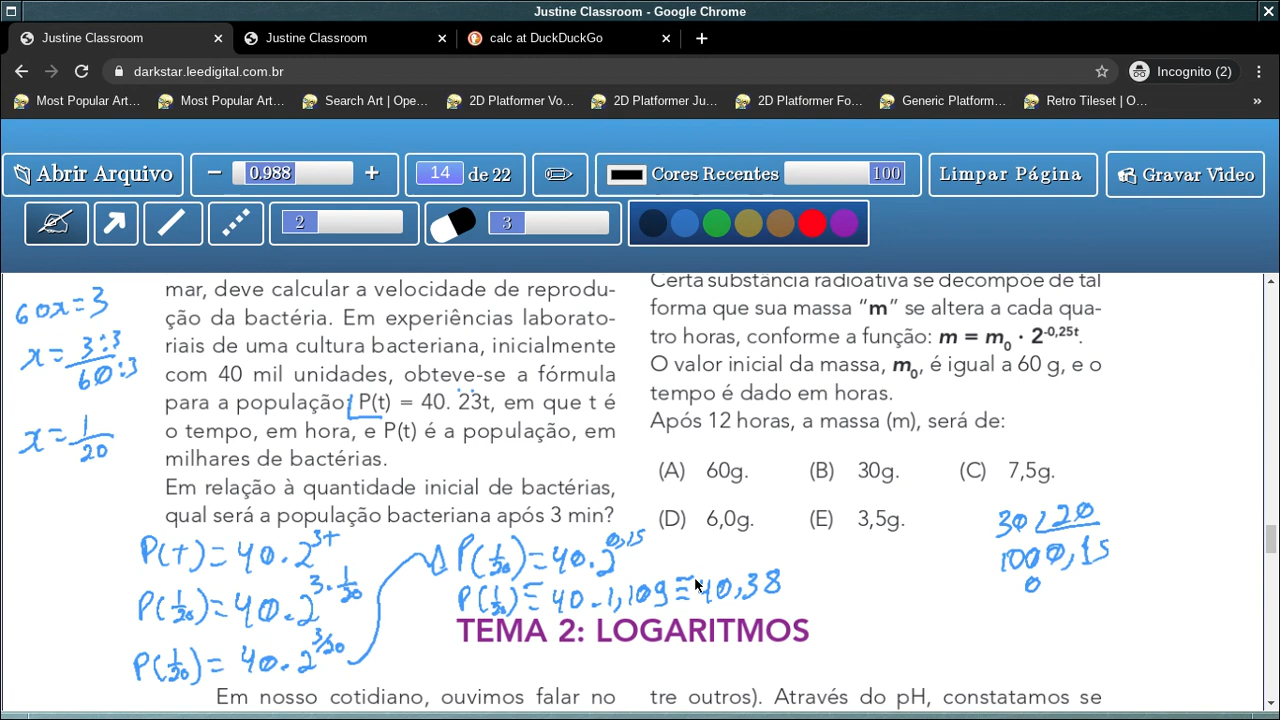 Justine Classroom - Google Chrome
Justine Classroom
Justine Classroom
calc at DuckDuckGo
darkstar.leedigital.com.br
Incognito (2)
Most Popular Art...
Most Popular Art...
Search Art | Ope...
2D Platformer Vo...
2D Platformer Ju...
2D Platformer Fo...
Generic Platform...
Retro Tileset | O...
Abrir Arquivo
0.988
14 de 22
Cores Recentes
100
Limpar Página
Gravar Video
2
3
60x=3
x=3:3/60:3
x=1/20
mar, deve calcular a velocidade de reprodu-
ção da bactéria. Em experiências laborato-
riais de uma cultura bacteriana, inicialmente
com 40 mil unidades, obteve-se a fórmula
para a população: P(t) = 40. 23t, em que t é
o tempo, em hora, e P(t) é a população, em
milhares de bactérias.
Em relação à quantidade inicial de bactérias,
qual será a população bacteriana após 3 min?
P(t)=40.2^3t
P(1/20)=40.2^3.1/20
P(1/20)=40.2^3/20
P(1/20)=40.2^0,15
P(1/20)≅40.1,109≅40,38
Certa substância radioativa se decompõe de tal
forma que sua massa “m” se altera a cada qua-
tro horas, conforme a função: m = m0 · 2-0,25t.
O valor inicial da massa, m0, é igual a 60 g, e o
tempo é dado em horas.
Após 12 horas, a massa (m), será de:
(A) 60g. (B) 30g. (C) 7,5g.
(D) 6,0g. (E) 3,5g.
30 20
100 0,15
0
TEMA 2: LOGARITMOS
Em nosso cotidiano, ouvimos falar no
tre outros). Através do pH, constatamos se